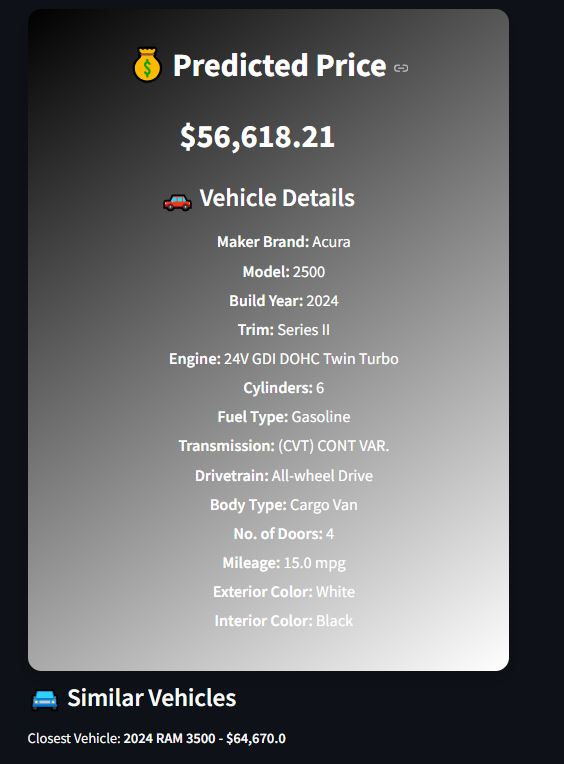 Predicted Price
$56,618.21
Vehicle Details
Maker Brand: Acura
Model: 2500
Build Year: 2024
Trim: Series II
Engine: 24V GDI DOHC Twin Turbo
Cylinders: 6
Fuel Type: Gasoline
Transmission: (CVT) CONT VAR.
Drivetrain: All-wheel Drive
Body Type: Cargo Van
No. of Doors: 4
Mileage: 15.0 mpg
Exterior Color: White
Interior Color: Black
Similar Vehicles
Closest Vehicle: 2024 RAM 3500 - $64,670.0